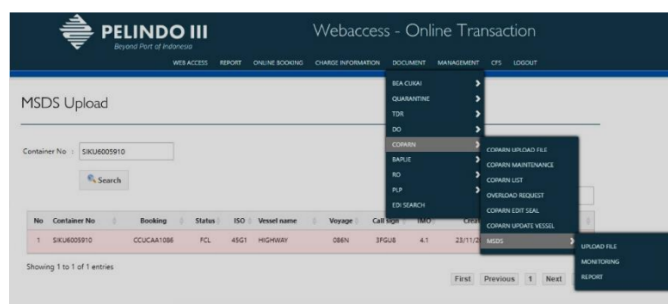 PELINDO III
Beyond Port of Indonesia
Webaccess - Online Transaction
WEB ACCESS REPORT ONLINE BOOKING CHARGE INFORMATION DOCUMENT MANAGEMENT CFS LOGOUT
MSDS Upload
BEA CUKAI
QUARANTINE
TDR
DO
COPARN
BAPLIE
RO
PLP
EDI SEARCH
COPARN UPLOAD FILE
COPARN MAINTENANCE
COPARN LIST
OVERLOAD REQUEST
COPARN EDIT SEAL
COPARN UPDATE VESSEL
MSDS
UPLOAD FILE
MONITORING
REPORT
Container No : SIKU6005910
Search
No Container No Booking Status ISO Vessel name Voyage Call sign IMO
1 SIKU6005910 CCUCAA1086 FCL 45G1 HIGHWAY 086N 3FGU8 4.1 23/11/20
Showing 1 to 1 of 1 entries
First Previous 1 Next